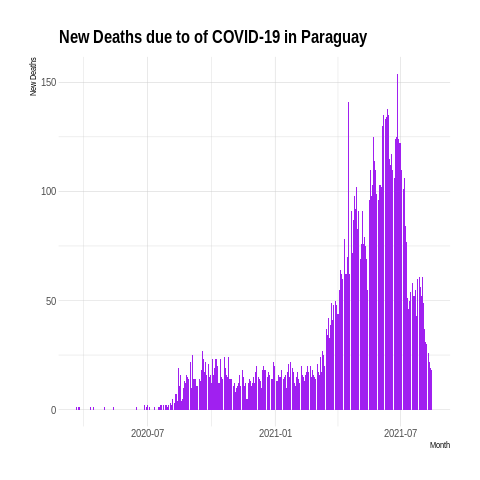 New Deaths due to of COVID-19 in Paraguay
New Deaths
150
100
50
0
2020-07
2021-01
2021-07
Month